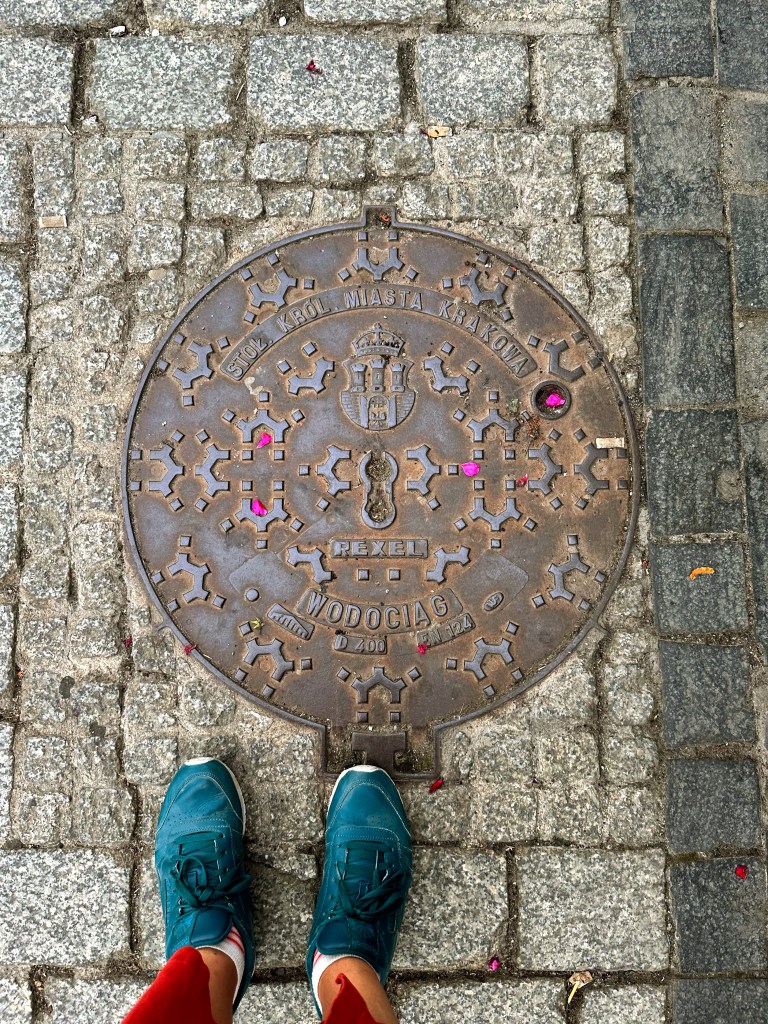 STOŁ. KRÓL. MIASTA KRAKOWA
REXEL
WODOCIĄG
D 400
EN 124